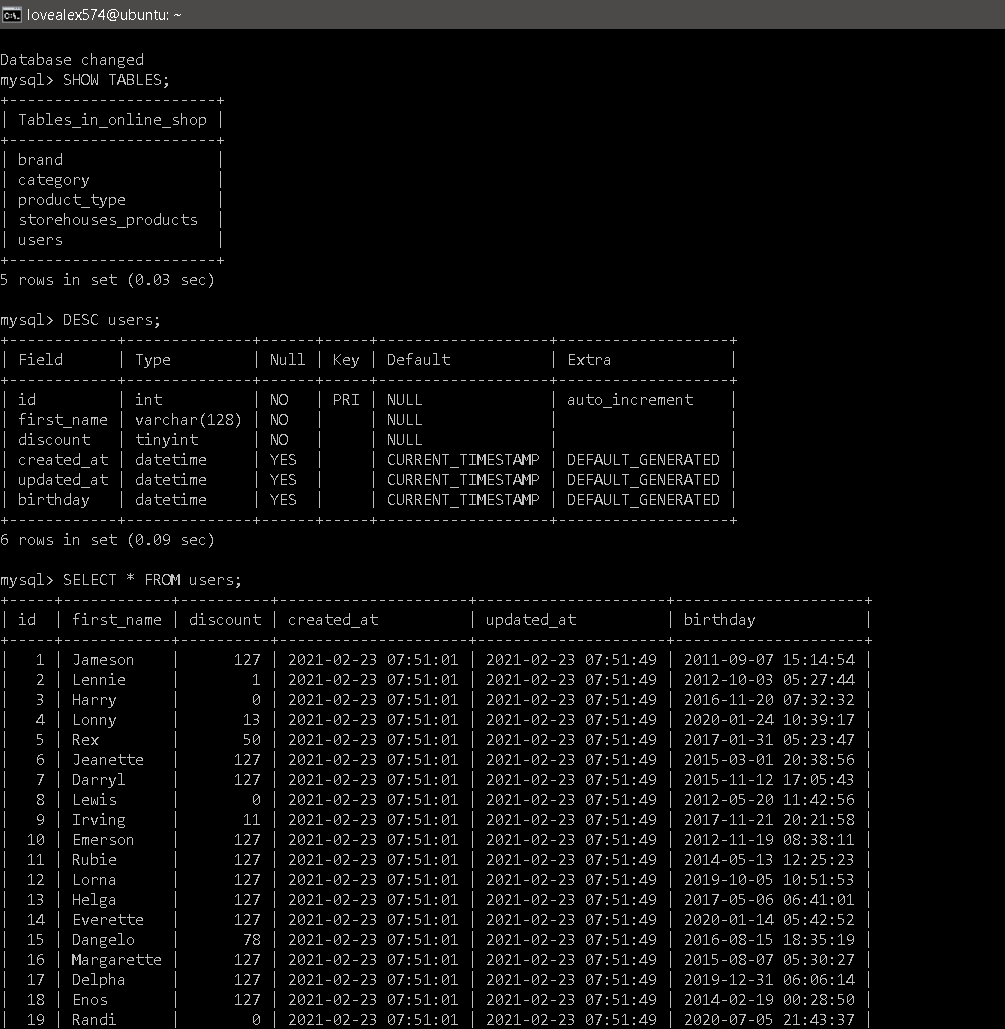 lovealex574@ubuntu: ~
Database changed
mysql> SHOW TABLES;
+-----------------------+
| Tables_in_online_shop |
+-----------------------+
| brand                 |
| category              |
| product_type          |
| storehouses_products  |
| users                 |
+-----------------------+
5 rows in set (0.03 sec)
mysql> DESC users;
+------------+--------------+------+-----+-------------------+-------------------+
| Field      | Type         | Null | Key | Default           | Extra             |
+------------+--------------+------+-----+-------------------+-------------------+
| id         | int          | NO   | PRI | NULL              | auto_increment    |
| first_name | varchar(128) | NO   |     | NULL              |                   |
| discount   | tinyint      | NO   |     | NULL              |                   |
| created_at | datetime     | YES  |     | CURRENT_TIMESTAMP | DEFAULT_GENERATED |
| updated_at | datetime     | YES  |     | CURRENT_TIMESTAMP | DEFAULT_GENERATED |
| birthday   | datetime     | YES  |     | CURRENT_TIMESTAMP | DEFAULT_GENERATED |
+------------+--------------+------+-----+-------------------+-------------------+
6 rows in set (0.09 sec)
mysql> SELECT * FROM users;
+-----+------------+----------+---------------------+---------------------+---------------------+
| id  | first_name | discount | created_at          | updated_at          | birthday            |
+-----+------------+----------+---------------------+---------------------+---------------------+
|   1 | Jameson    |      127 | 2021-02-23 07:51:01 | 2021-02-23 07:51:49 | 2011-09-07 15:14:54 |
|   2 | Lennie     |        1 | 2021-02-23 07:51:01 | 2021-02-23 07:51:49 | 2012-10-03 05:27:44 |
|   3 | Harry      |        0 | 2021-02-23 07:51:01 | 2021-02-23 07:51:49 | 2016-11-20 07:32:32 |
|   4 | Lonny      |       13 | 2021-02-23 07:51:01 | 2021-02-23 07:51:49 | 2020-01-24 10:39:17 |
|   5 | Rex        |       50 | 2021-02-23 07:51:01 | 2021-02-23 07:51:49 | 2017-01-31 05:23:47 |
|   6 | Jeanette   |      127 | 2021-02-23 07:51:01 | 2021-02-23 07:51:49 | 2015-03-01 20:38:56 |
|   7 | Darryl     |      127 | 2021-02-23 07:51:01 | 2021-02-23 07:51:49 | 2015-11-12 17:05:43 |
|   8 | Lewis      |        0 | 2021-02-23 07:51:01 | 2021-02-23 07:51:49 | 2012-05-20 11:42:56 |
|   9 | Irving     |       11 | 2021-02-23 07:51:01 | 2021-02-23 07:51:49 | 2017-11-21 20:21:58 |
|  10 | Emerson    |      127 | 2021-02-23 07:51:01 | 2021-02-23 07:51:49 | 2012-11-19 08:38:11 |
|  11 | Rubie      |      127 | 2021-02-23 07:51:01 | 2021-02-23 07:51:49 | 2014-05-13 12:25:23 |
|  12 | Lorna      |      127 | 2021-02-23 07:51:01 | 2021-02-23 07:51:49 | 2019-10-05 10:51:53 |
|  13 | Helga      |      127 | 2021-02-23 07:51:01 | 2021-02-23 07:51:49 | 2017-05-06 06:41:01 |
|  14 | Everette   |      127 | 2021-02-23 07:51:01 | 2021-02-23 07:51:49 | 2020-01-14 05:42:52 |
|  15 | Dangelo    |       78 | 2021-02-23 07:51:01 | 2021-02-23 07:51:49 | 2016-08-15 18:35:19 |
|  16 | Margarette |      127 | 2021-02-23 07:51:01 | 2021-02-23 07:51:49 | 2015-08-07 05:30:27 |
|  17 | Delpha     |      127 | 2021-02-23 07:51:01 | 2021-02-23 07:51:49 | 2019-12-31 06:06:14 |
|  18 | Enos       |      127 | 2021-02-23 07:51:01 | 2021-02-23 07:51:49 | 2014-02-19 00:28:50 |
|  19 | Randi      |        0 | 2021-02-23 07:51:01 | 2021-02-23 07:51:49 | 2020-07-05 21:43:37 |